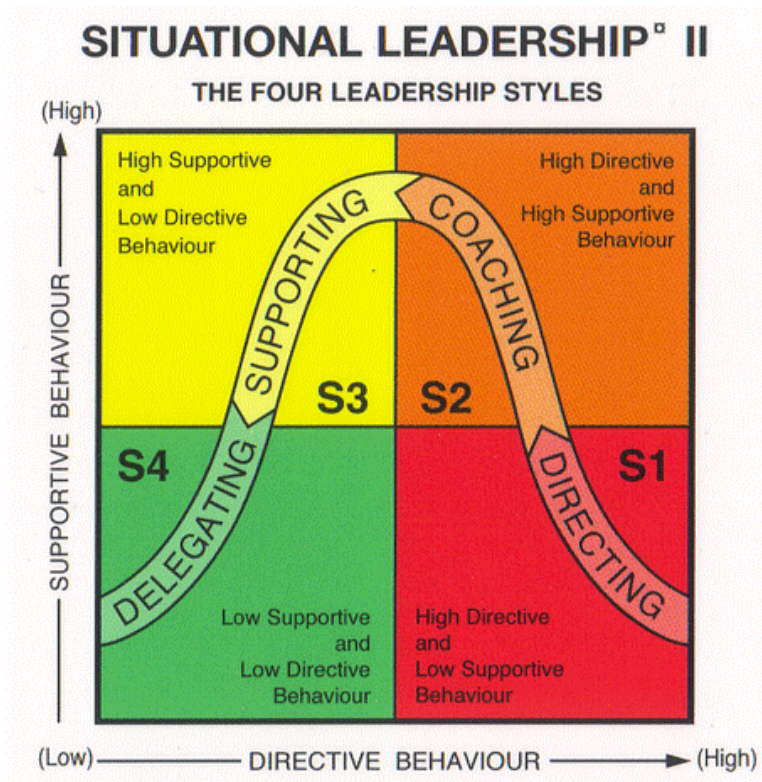 SITUATIONAL LEADERSHIP¤ II
THE FOUR LEADERSHIP STYLES
(High)
High Supportive
and
Low Directive
Behaviour
High Directive
and
High Supportive
Behaviour
SUPPORTING
COACHING
S3
S2
S4
S1
DELEGATING
DIRECTING
Low Supportive
and
Low Directive
Behaviour
High Directive
and
Low Supportive
Behaviour
SUPPORTIVE BEHAVIOUR
(Low)
DIRECTIVE BEHAVIOUR
(High)